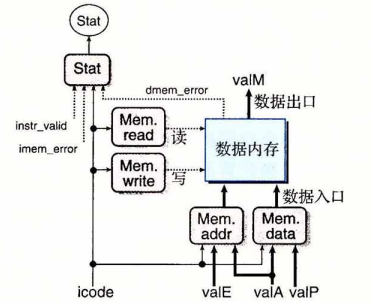 Stat
Stat
dmem_error
valM
数据出口
instr_valid
imem_error
Mem.
read
读
数据内存
Mem.
write
写
数据入口
Mem.
addr
Mem.
data
icode
valE
valA
valP